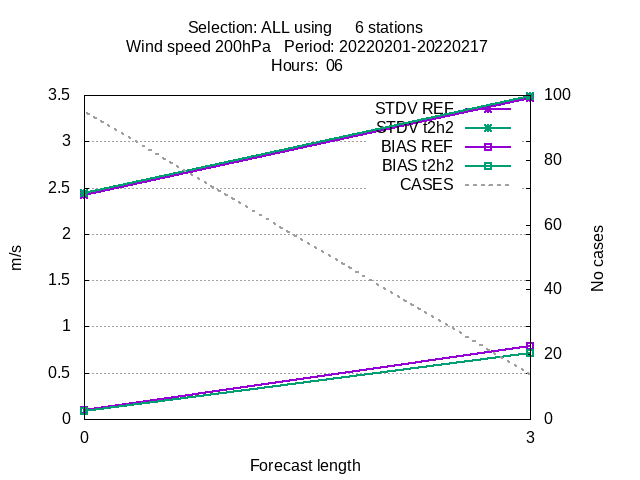 Selection: ALL using 6 stations
Wind speed 200hPa Period: 20220201-20220217
Hours: 06
3.5
3
2.5
2
1.5
1
0.5
0
m/s
STDV REF
STDV t2h2
BIAS REF
BIAS t2h2
CASES
100
80
60
40
20
0
No cases
0
3
Forecast length